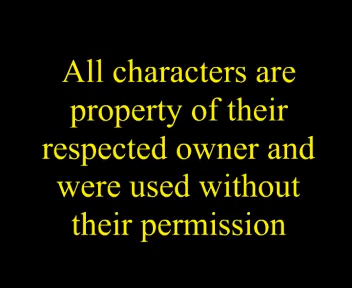 All characters are
property of their
respected owner and
were used without
their permission